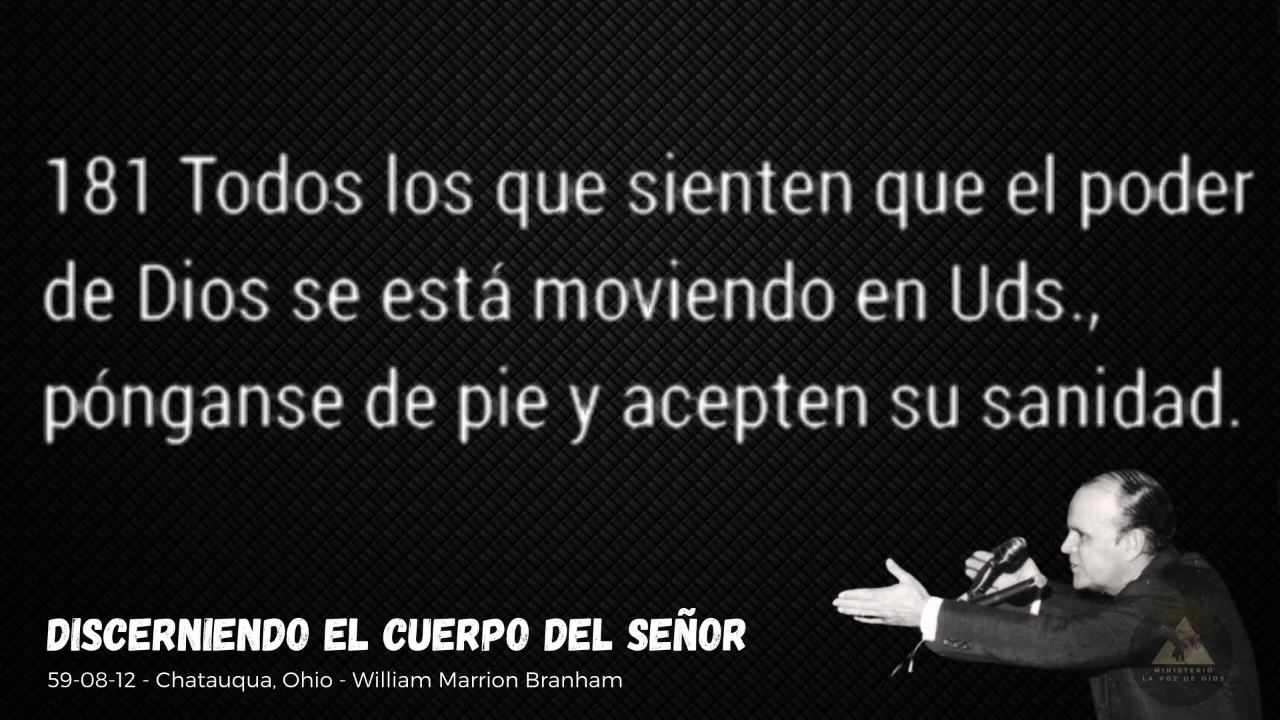 181 Todos los que sienten que el poder
de Dios se está moviendo en Uds.,
pónganse de pie y acepten su sanidad.
DISCERNIENDO EL CUERPO DEL SEÑOR
59-08-12 - Chatauqua, Ohio - William Marrion Branham
MINISTERIO
LA VOZ DE DIOS